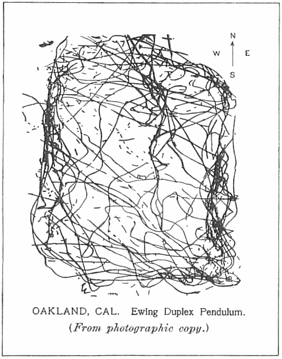 N
W E
S
OAKLAND, CAL. Ewing Duplex Pendulum.
(From photographic copy.)